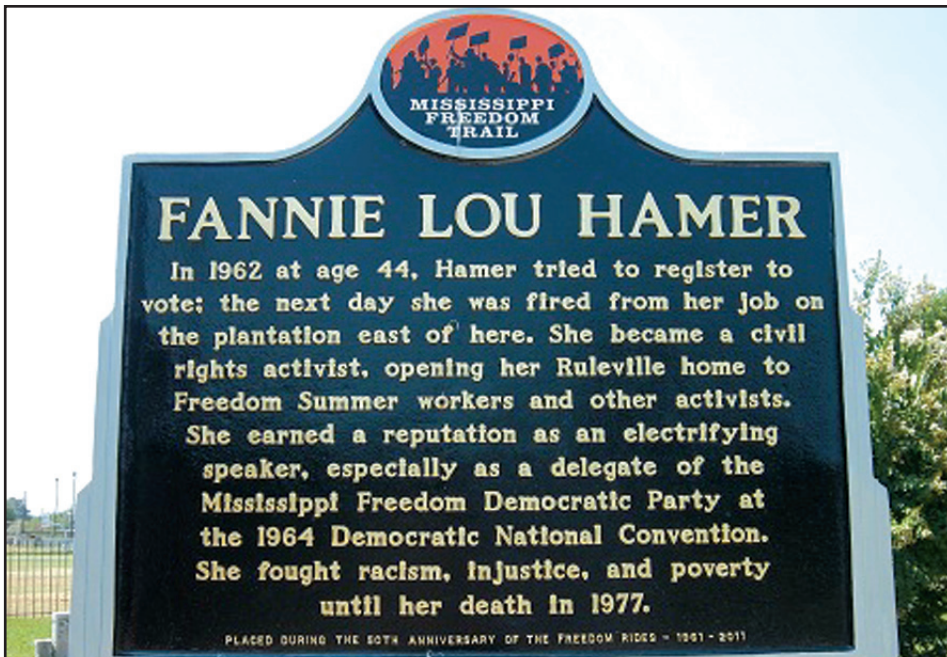 MISSISSIPPI
FREEDOM
TRAIL
FANNIE LOU HAMER
In 1962 at age 44, Hamer tried to register to
vote; the next day she was fired from her job on
the plantation east of here. She became a civil
rights activist, opening her Ruleville home to
Freedom Summer workers and other activists.
She earned a reputation as an electrifying
speaker, especially as a delegate of the
Mississippi Freedom Democratic Party at
the 1964 Democratic National Convention.
She fought racism, injustice, and poverty
until her death in 1977.
PLACED DURING THE 50TH ANNIVERSARY OF THE FREEDOM RIDES - 1961 - 2011